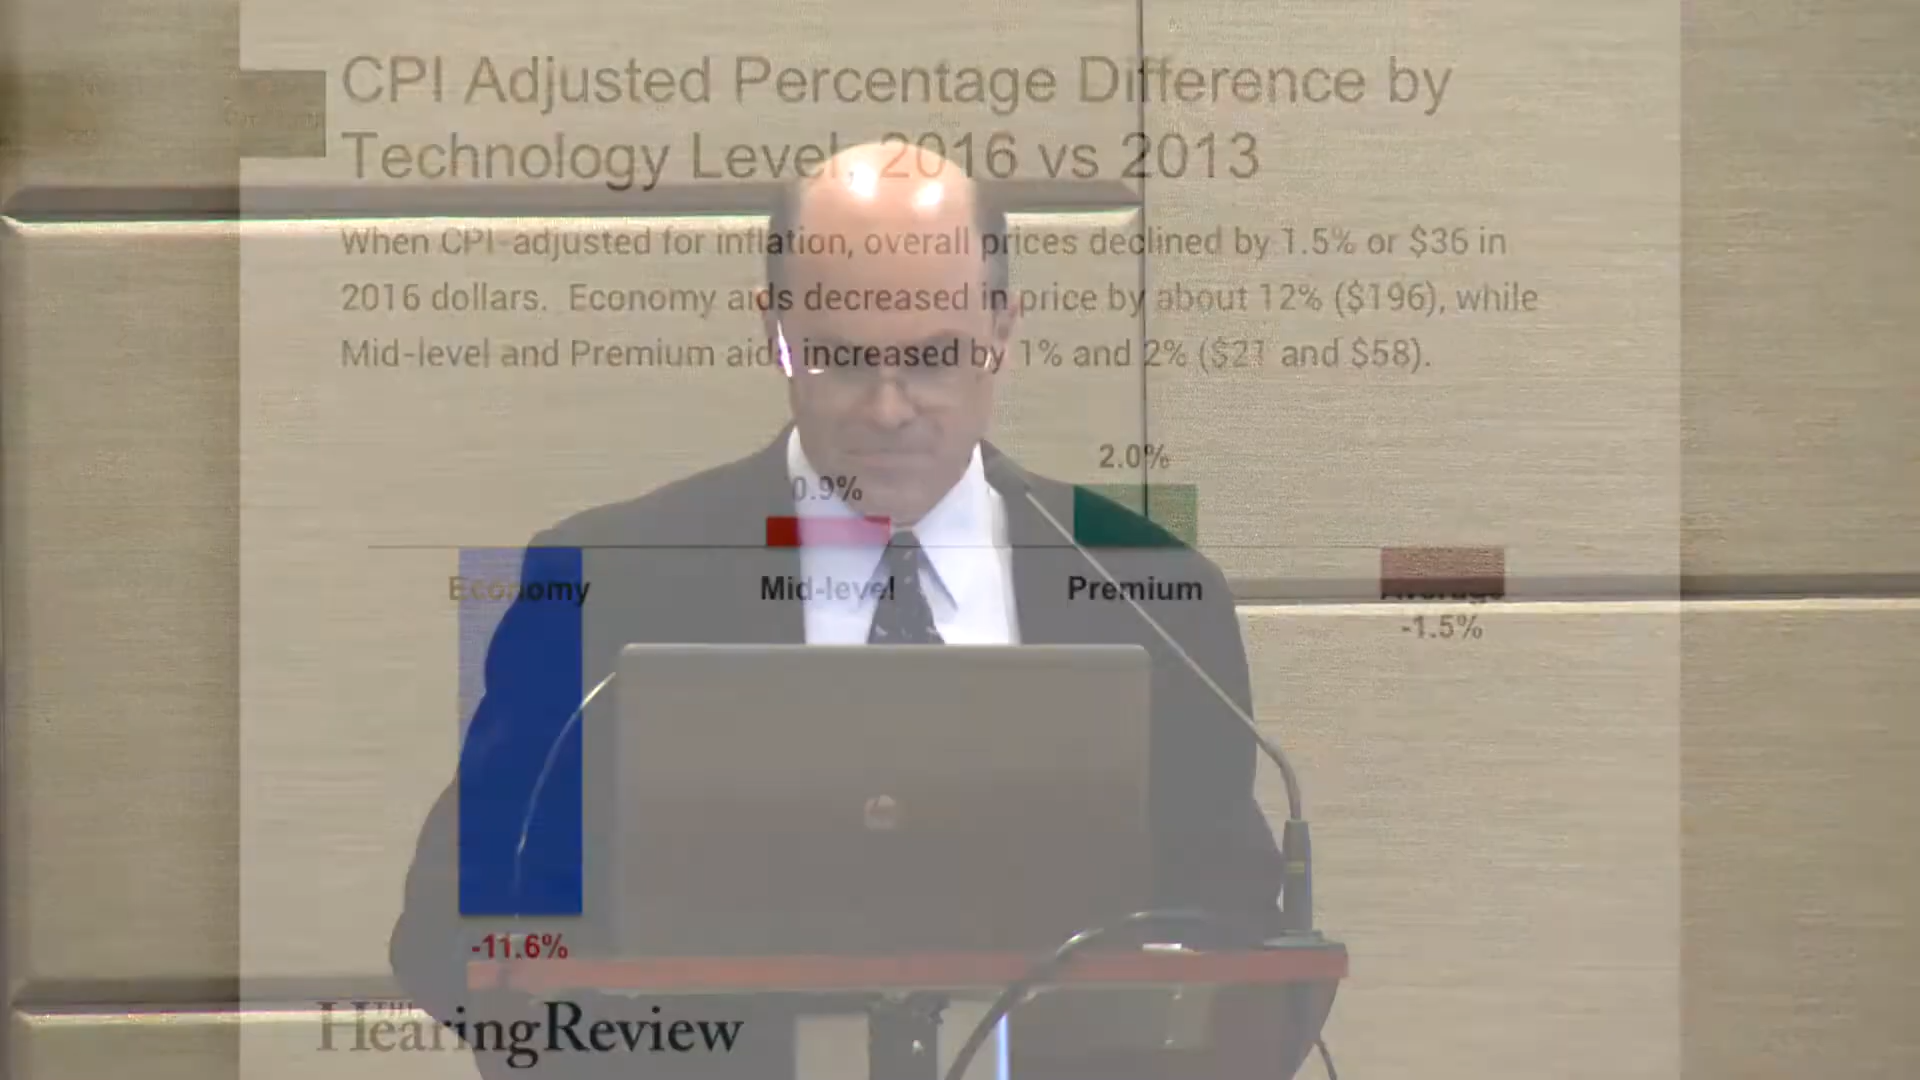 CPI Adjusted Percentage Difference by
Technology Level, 2016 vs 2013
When CPI-adjusted for inflation, overall prices declined by 1.5% or $36 in
2016 dollars. Economy aids decreased in price by about 12% ($196), while
Mid-level and Premium aids increased by 1% and 2% ($21 and $58).
2.0%
0.9%
Economy Mid-level Premium Average
-1.5%
-11.6%
THE
HearingReview